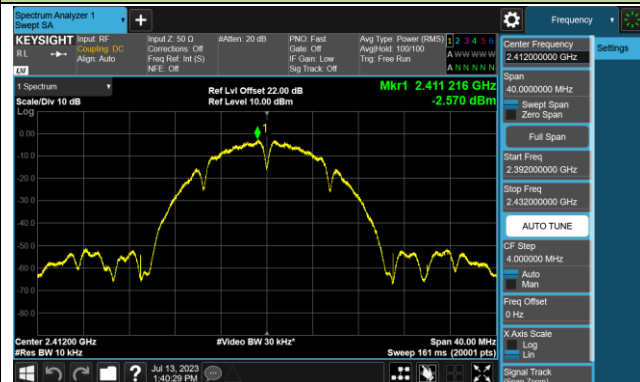 Spectrum Analyzer 1
Swept SA
Frequency
KEYSIGHT
Input: RF
Coupling: DC
Align: Auto
RL
LXI
Input Z: 50 Ω
Corrections: Off
Freq Ref: Int (S)
NFE: Off
#Atten: 20 dB
PNO: Fast
Gate: Off
IF Gain: Low
Sig Track: Off
Avg Type: Power (RMS)
Avg|Hold: 100/100
Trig: Free Run
1 2 3 4 5 6
A W W W W W
A N N N N N
1 Spectrum
Scale/Div 10 dB
Log
Ref Lvl Offset 22.00 dB
Ref Level 10.00 dBm
Mkr1 2.411 216 GHz
-2.570 dBm
1
0.00
-10.0
-20.0
-30.0
-40.0
-50.0
-60.0
-70.0
-80.0
Center 2.41200 GHz
#Res BW 10 kHz
#Video BW 30 kHz*
Span 40.00 MHz
Sweep 161 ms (20001 pts)
Center Frequency
2.412000000 GHz
Span
40.0000000 MHz
Swept Span
Zero Span
Full Span
Start Freq
2.392000000 GHz
Stop Freq
2.432000000 GHz
AUTO TUNE
CF Step
4.000000 MHz
Auto
Man
Freq Offset
0 Hz
X Axis Scale
Log
Lin
Signal Track
(Span Zoom)
Settings
Jul 13, 2023
1:40:29 PM